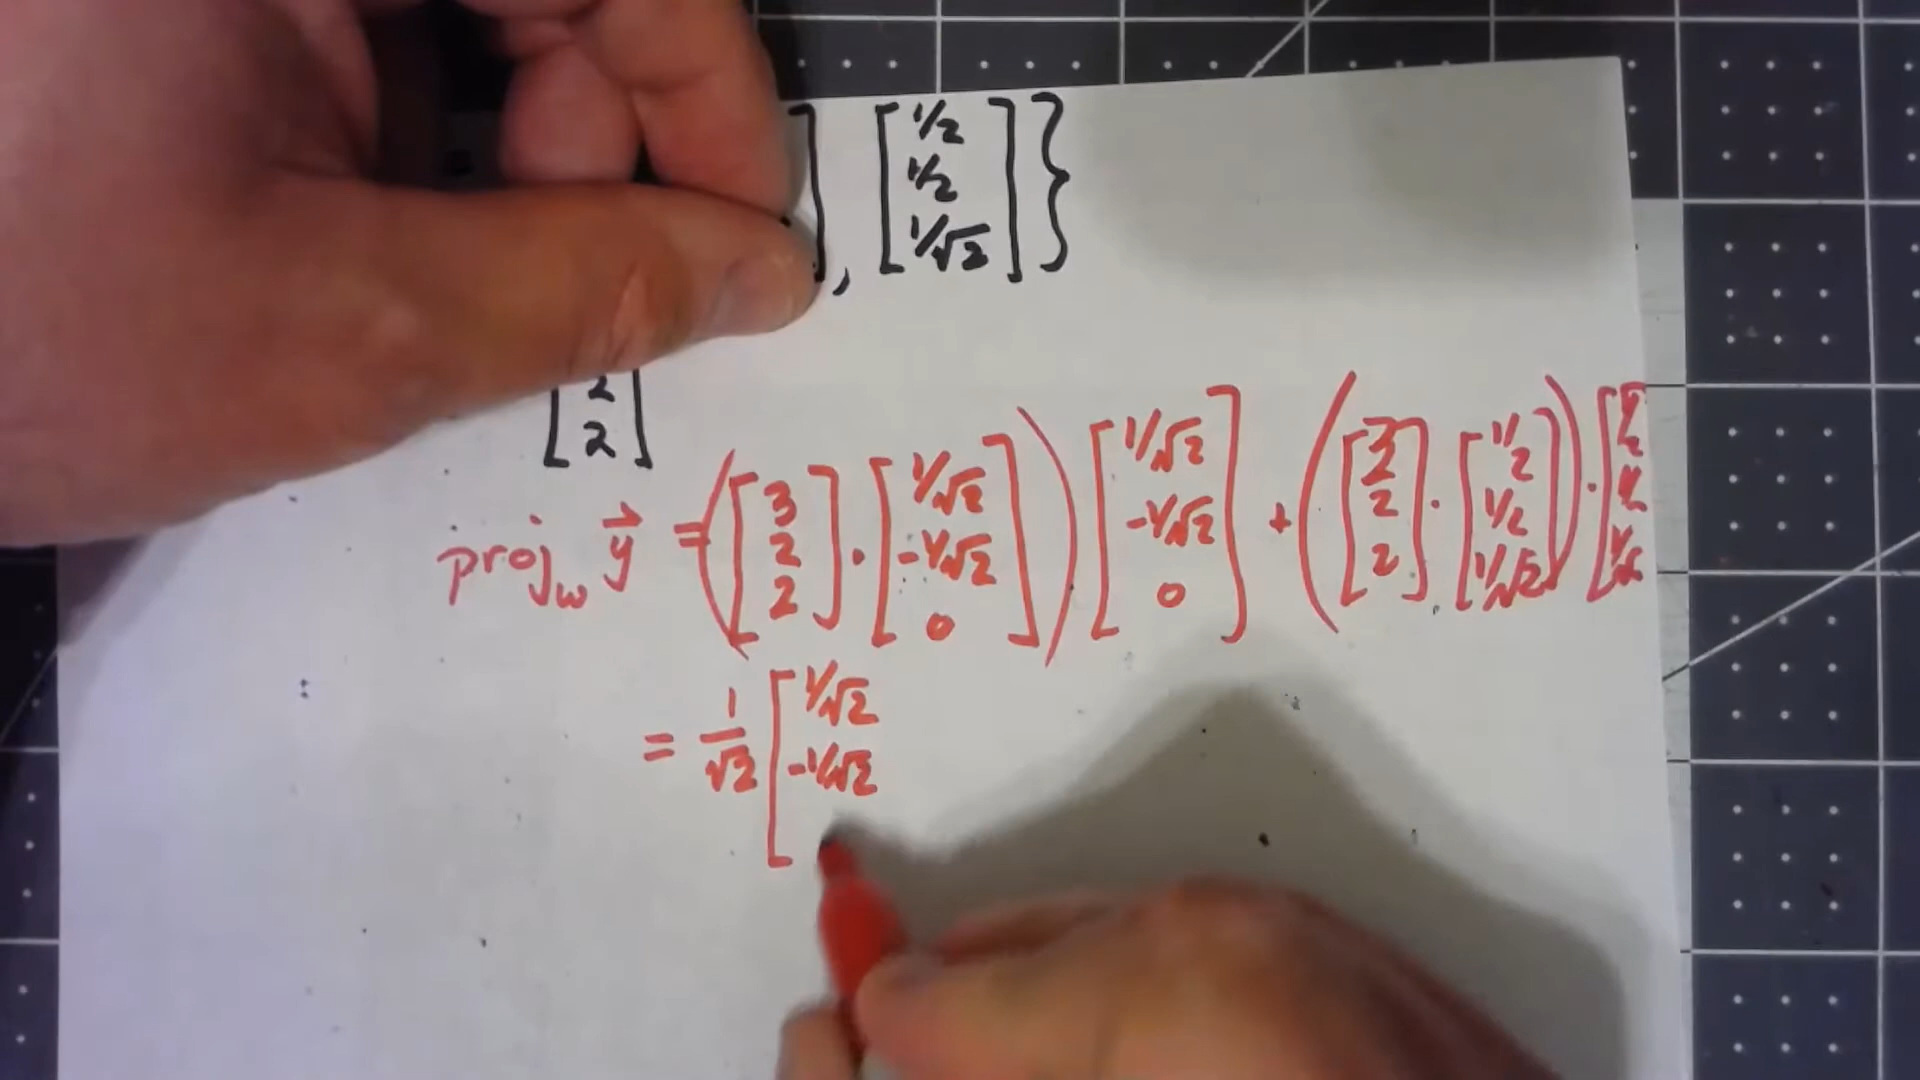 ] , [ 1/2 ] }
1/2
1/√2
[ 2 ]
2
proj_w y⃗ = ( [ 3 2 2 ] · [ 1/√2 -1/√2 0 ] ) [ 1/√2 -1/√2 0 ] + ( [ 3 2 2 ] · [ 1/2 1/2 1/√2 ] ) · [
= 1/√2 [ 1/√2 -1/√2